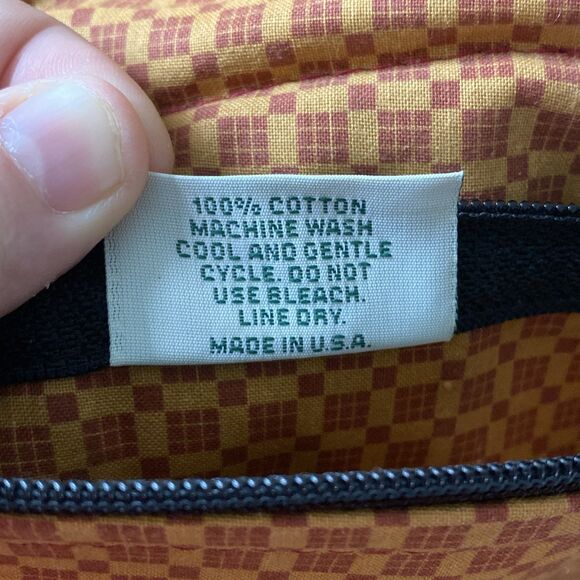 100% COTTON
MACHINE WASH
COOL AND GENTLE
CYCLE. DO NOT
USE BLEACH.
LINE DRY.
MADE IN U.S.A.